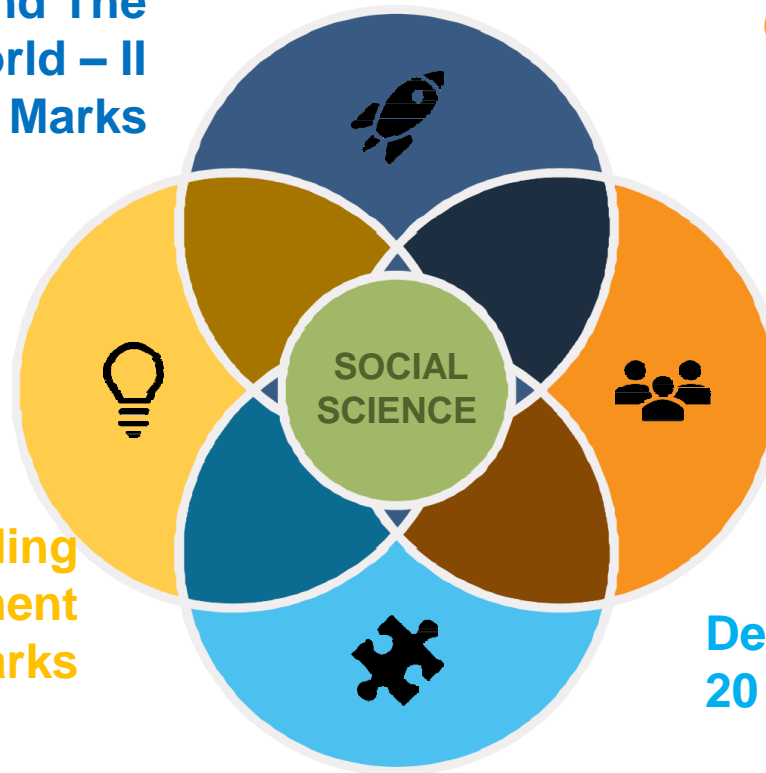 nd The
orld – II
Marks
SOCIAL
SCIENCE
ding
ment
arks
De
20